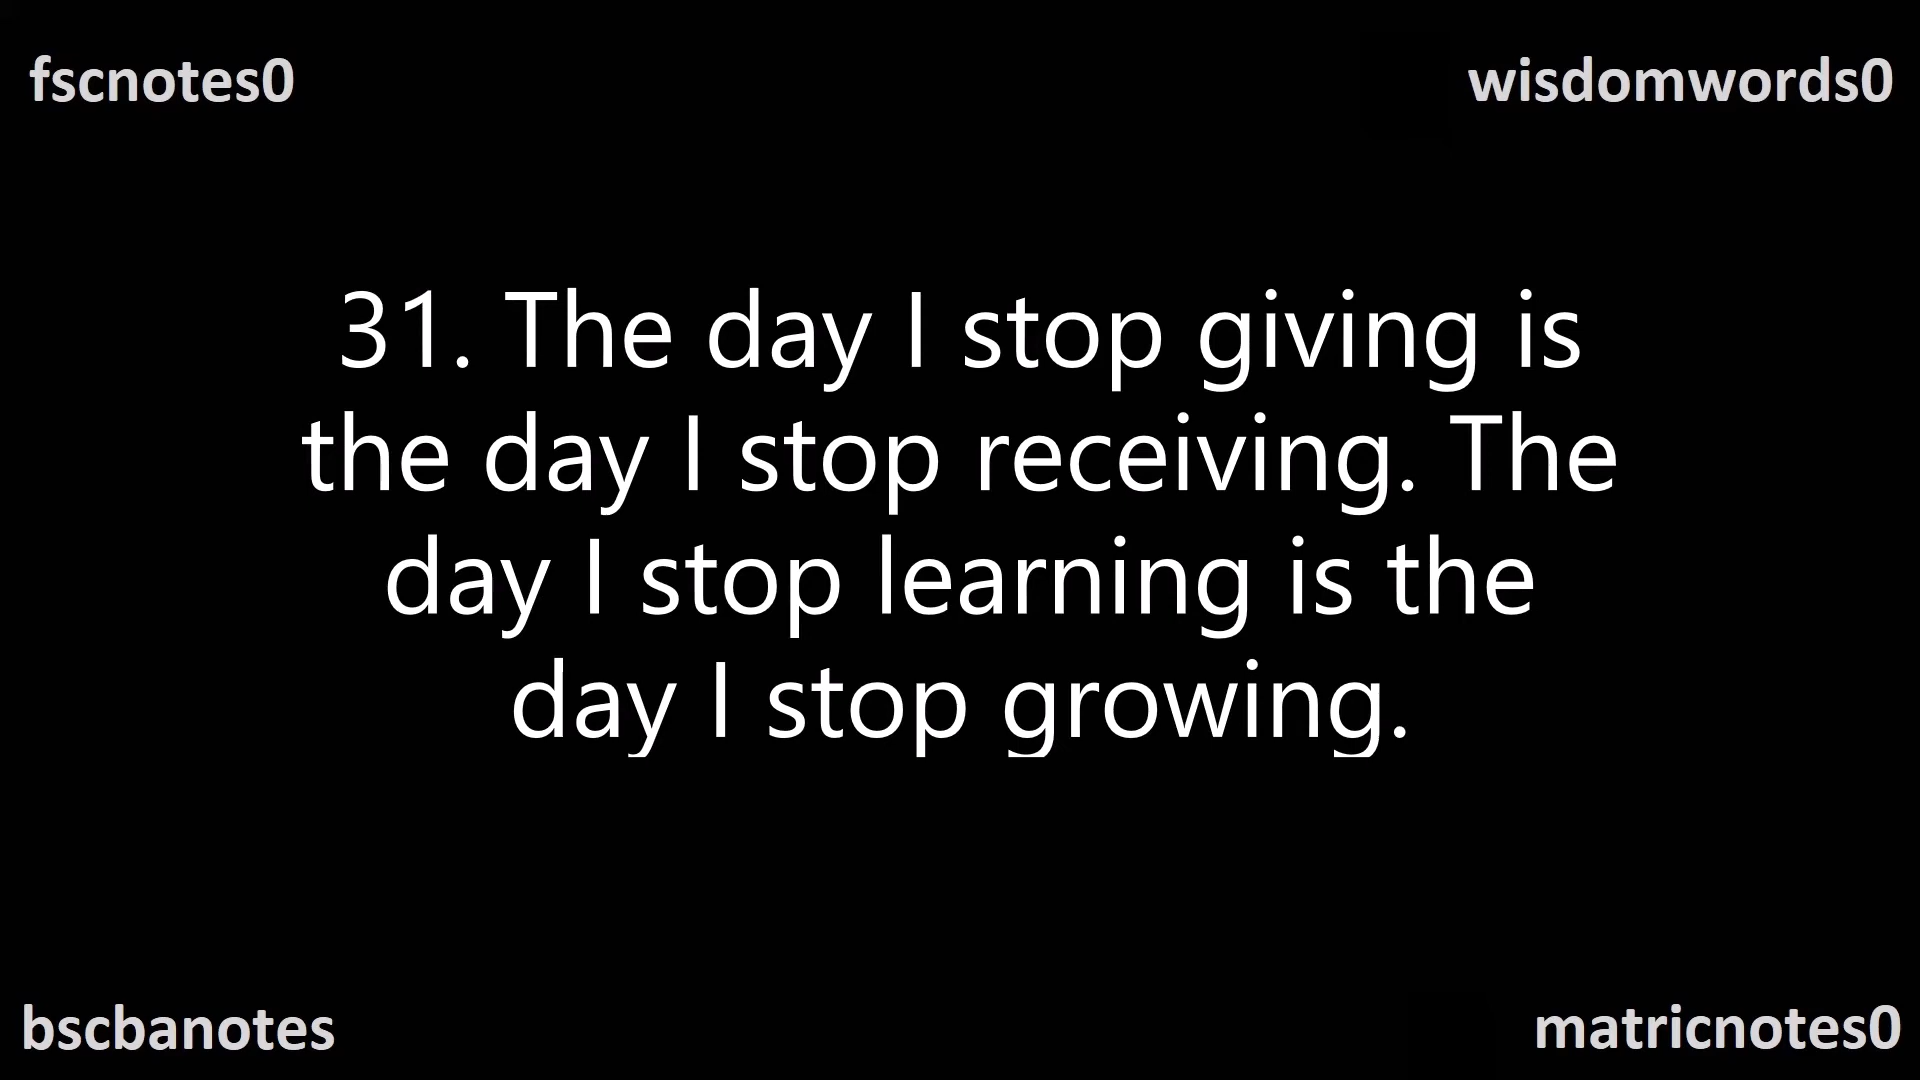 fscnotes0
wisdomwords0
31. The day I stop giving is
the day I stop receiving. The
day I stop learning is the
day I stop growing.
bscbanotes
matricnotes0